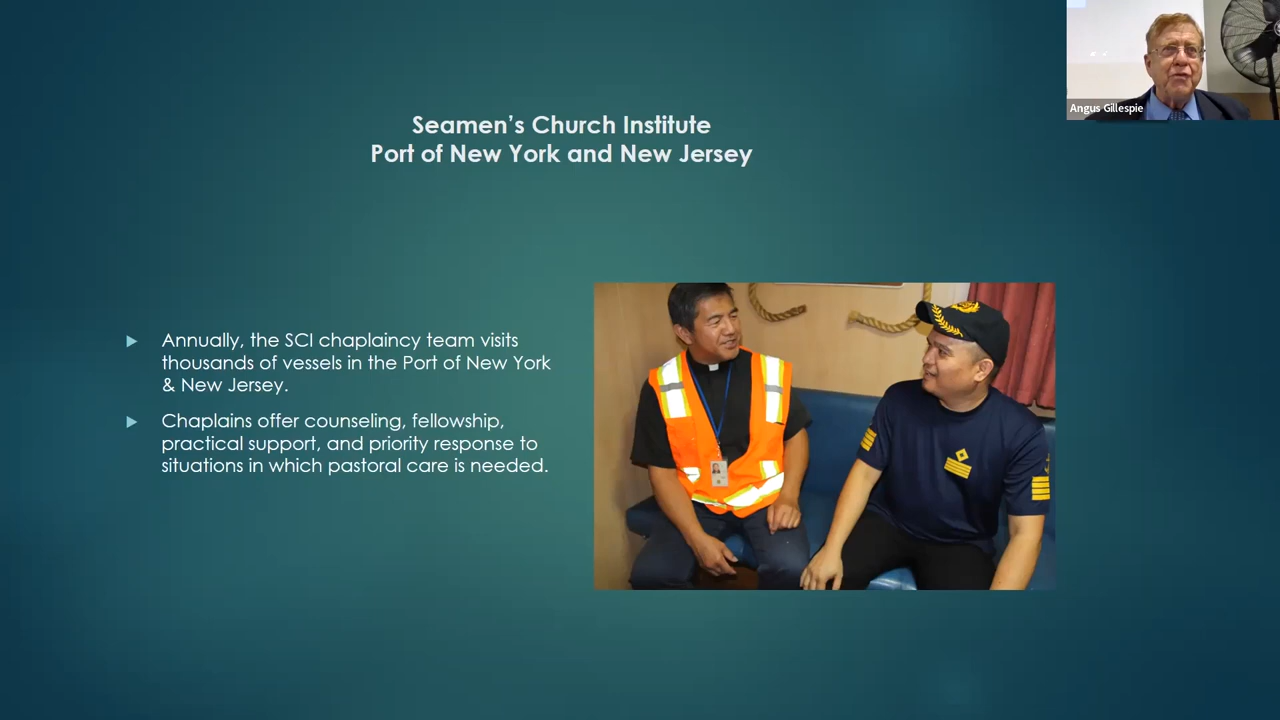 Angus Gillespie
Seamen's Church Institute
Port of New York and New Jersey
Annually, the SCI chaplaincy team visits
thousands of vessels in the Port of New York
& New Jersey.
Chaplains offer counseling, fellowship,
practical support, and priority response to
situations in which pastoral care is needed.